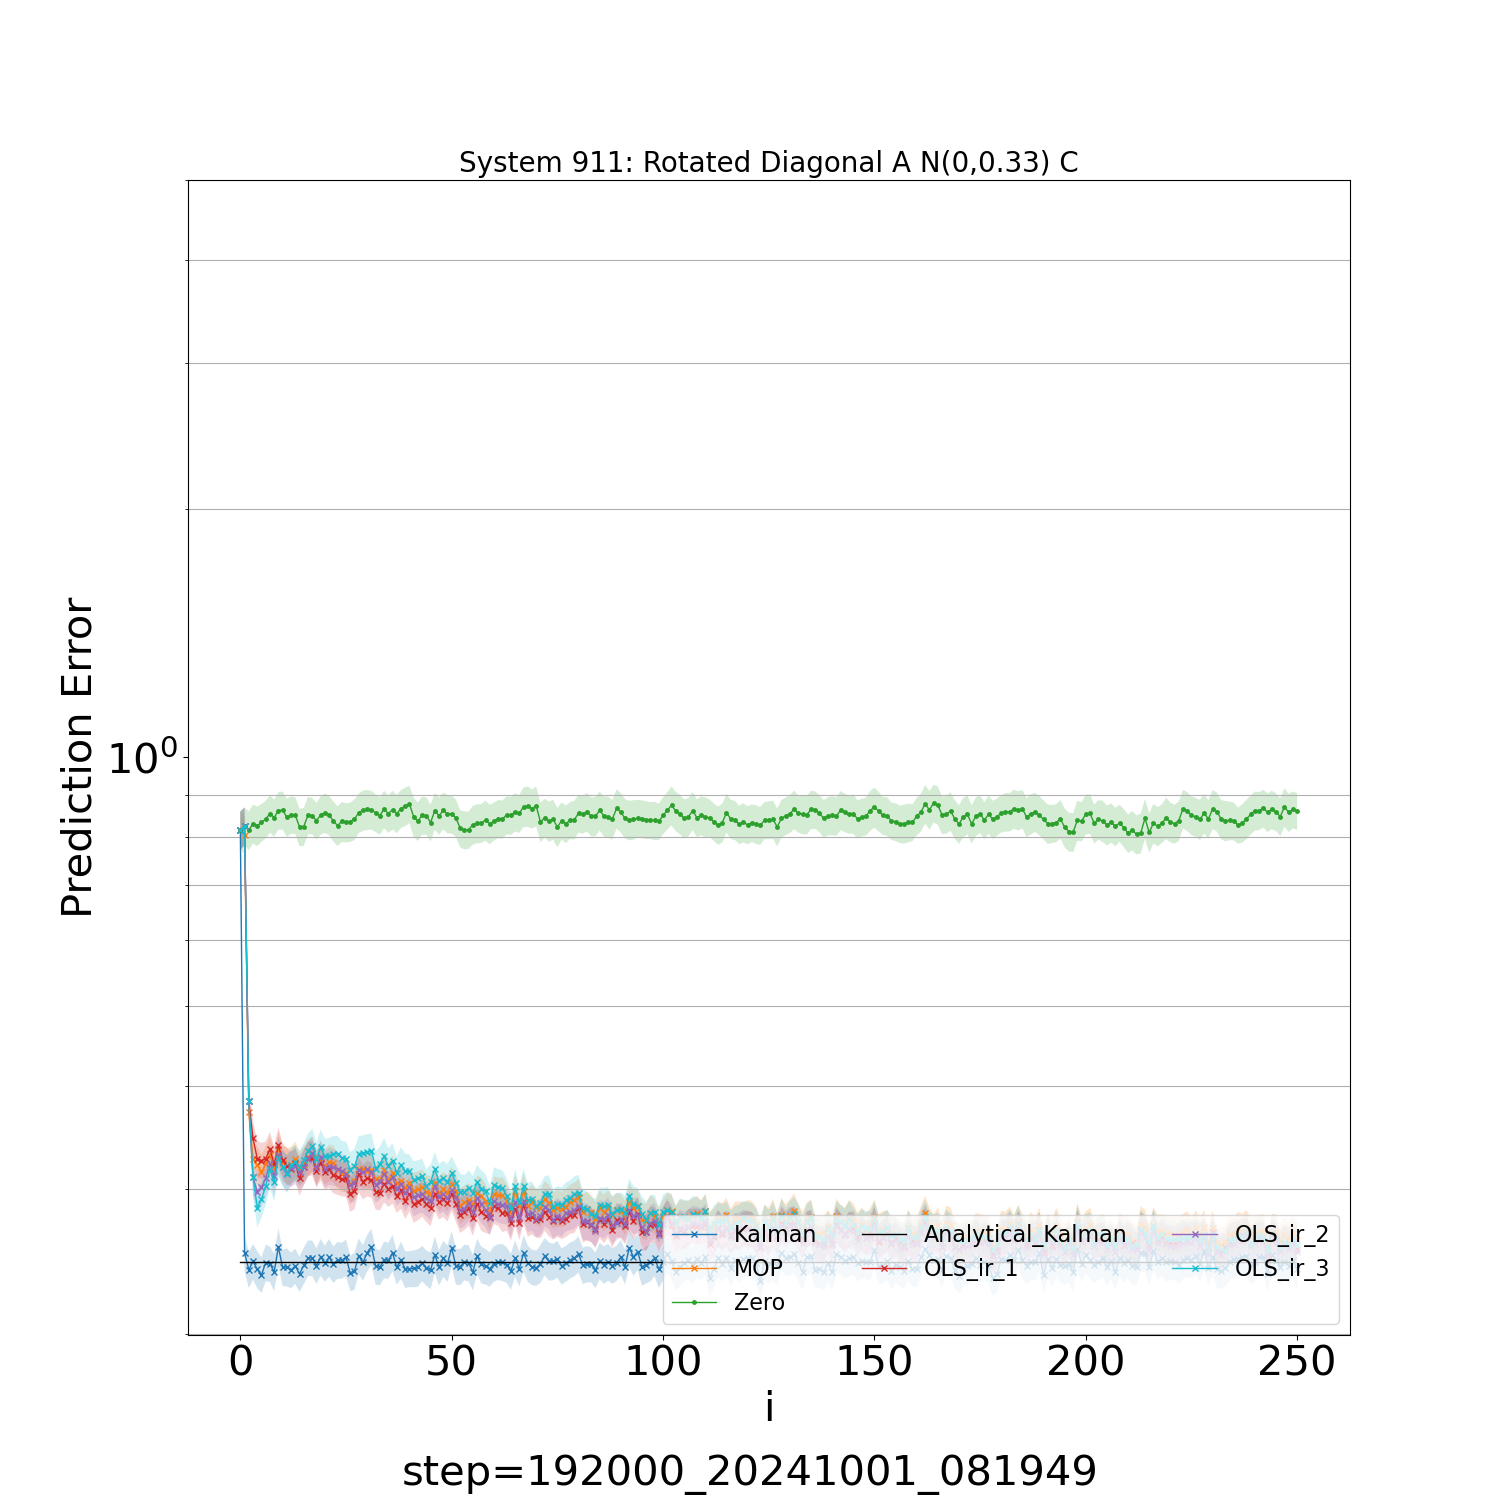 System 911: Rotated Diagonal A N(0,0.33) C
Prediction Error
10⁰
Kalman
MOP
Zero
Analytical_Kalman
OLS_ir_1
OLS_ir_2
OLS_ir_3
0 50 100 150 200 250
i
step=192000_20241001_081949